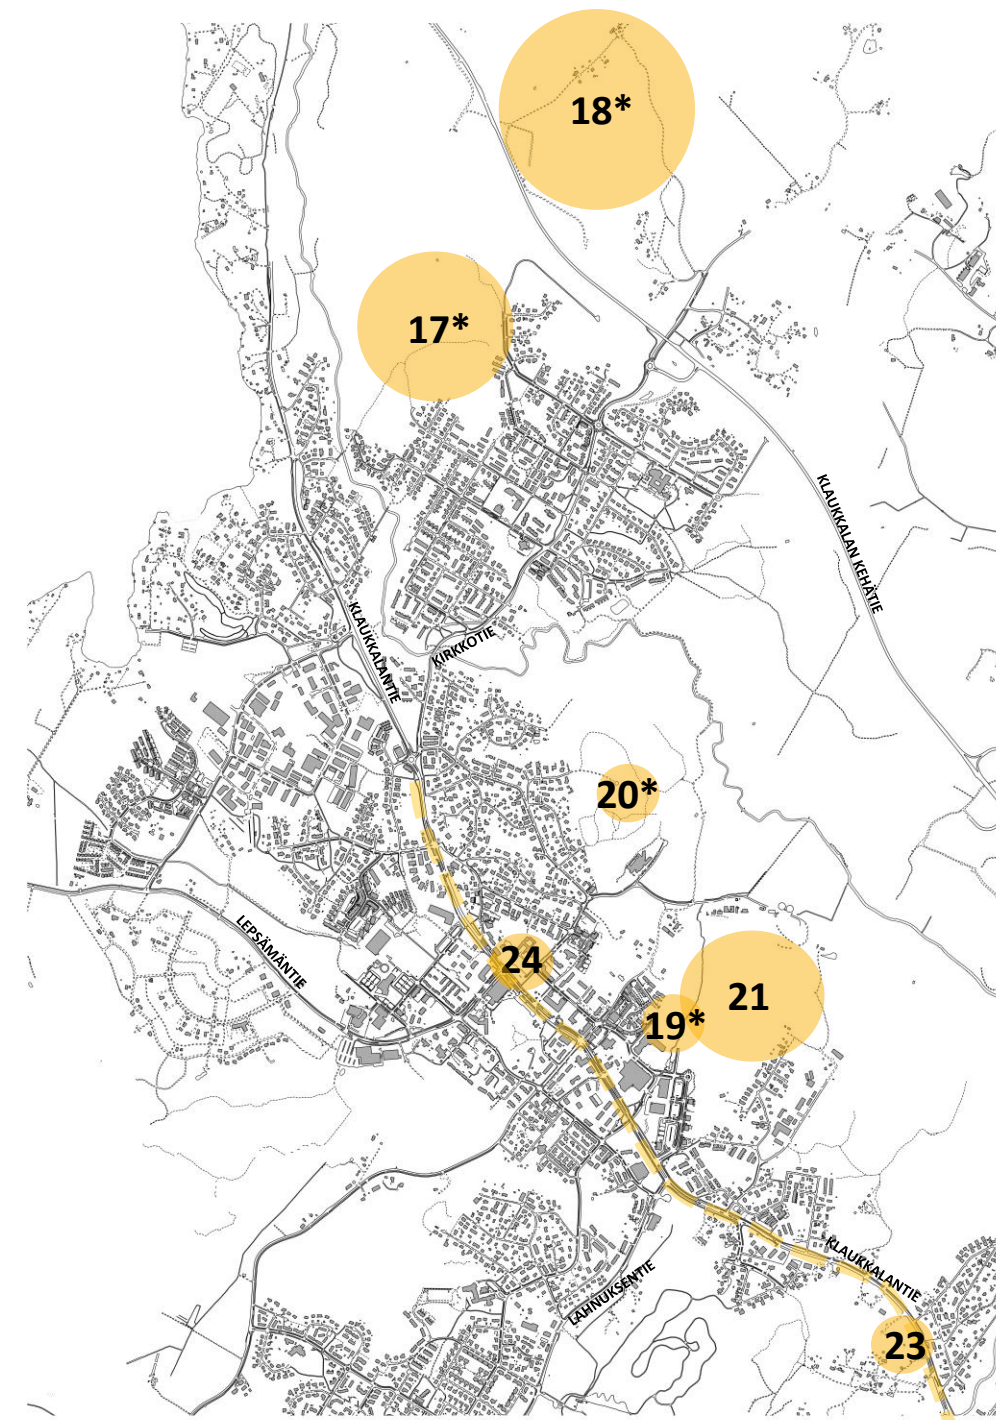 18*
17*
KLAUKKALAN KEHÄTIE
KLAUKKALANTIE
KIRKKOTIE
20*
LEPSÄMÄNTIE
24
21
19*
KLAUKKALANTIE
LAHNUKSENTIE
23